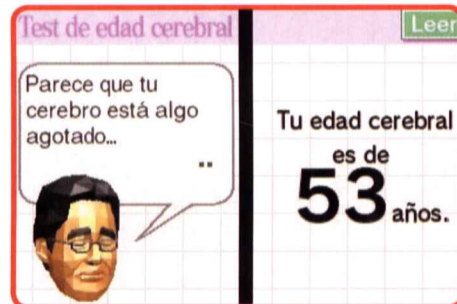 Test de edad cerebral
Leer
Parece que tu
cerebro está algo
agotado...
Tu edad cerebral
es de
53 años.